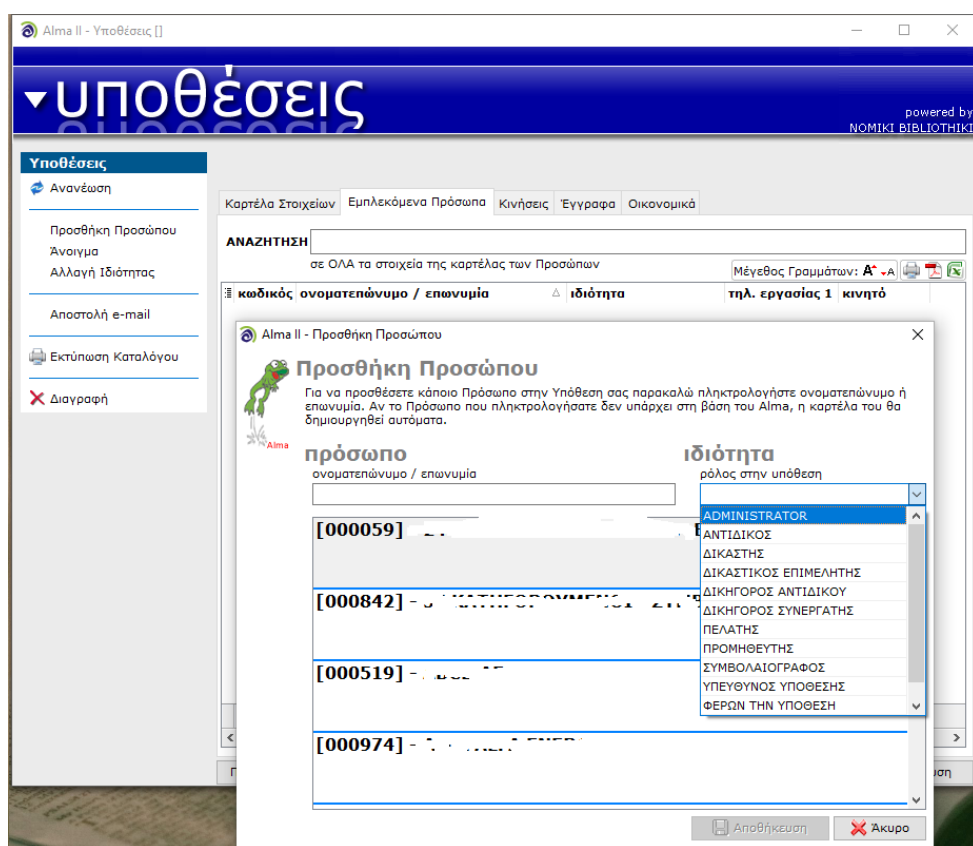 Alma II - Υποθέσεις []
υποθέσεις
powered by
NOMIKI BIBLIOTHIKI
Υποθέσεις
Ανανέωση
Προσθήκη Προσώπου
Άνοιγμα
Αλλαγή Ιδιότητας
Αποστολή e-mail
Εκτύπωση Καταλόγου
Διαγραφή
Καρτέλα Στοιχείων Εμπλεκόμενα Πρόσωπα Κινήσεις Έγγραφα Οικονομικά
ΑΝΑΖΗΤΗΣΗ
σε ΟΛΑ τα στοιχεία της καρτέλας των Προσώπων
Μέγεθος Γραμμάτων: A A
κωδικός ονοματεπώνυμο / επωνυμία ιδιότητα τηλ. εργασίας 1 κινητό
Alma II - Προσθήκη Προσώπου
Προσθήκη Προσώπου
Για να προσθέσετε κάποιο Πρόσωπο στην Υπόθεση σας παρακαλώ πληκτρολογήστε ονοματεπώνυμο ή
επωνυμία. Αν το Πρόσωπο που πληκτρολογήσατε δεν υπάρχει στη βάση του Alma, η καρτέλα του θα
δημιουργηθεί αυτόματα.
Alma
πρόσωπο ιδιότητα
ονοματεπώνυμο / επωνυμία ρόλος στην υπόθεση
ADMINISTRATOR
ΑΝΤΙΔΙΚΟΣ
ΔΙΚΑΣΤΗΣ
ΔΙΚΑΣΤΙΚΟΣ ΕΠΙΜΕΛΗΤΗΣ
ΔΙΚΗΓΟΡΟΣ ΑΝΤΙΔΙΚΟΥ
ΔΙΚΗΓΟΡΟΣ ΣΥΝΕΡΓΑΤΗΣ
ΠΕΛΑΤΗΣ
ΠΡΟΜΗΘΕΥΤΗΣ
ΣΥΜΒΟΛΑΙΟΓΡΑΦΟΣ
ΥΠΕΥΘΥΝΟΣ ΥΠΟΘΕΣΗΣ
ΦΕΡΩΝ ΤΗΝ ΥΠΟΘΕΣΗ
[000059]
[000842] -
[000519] -
[000974] -
Αποθήκευση Άκυρο